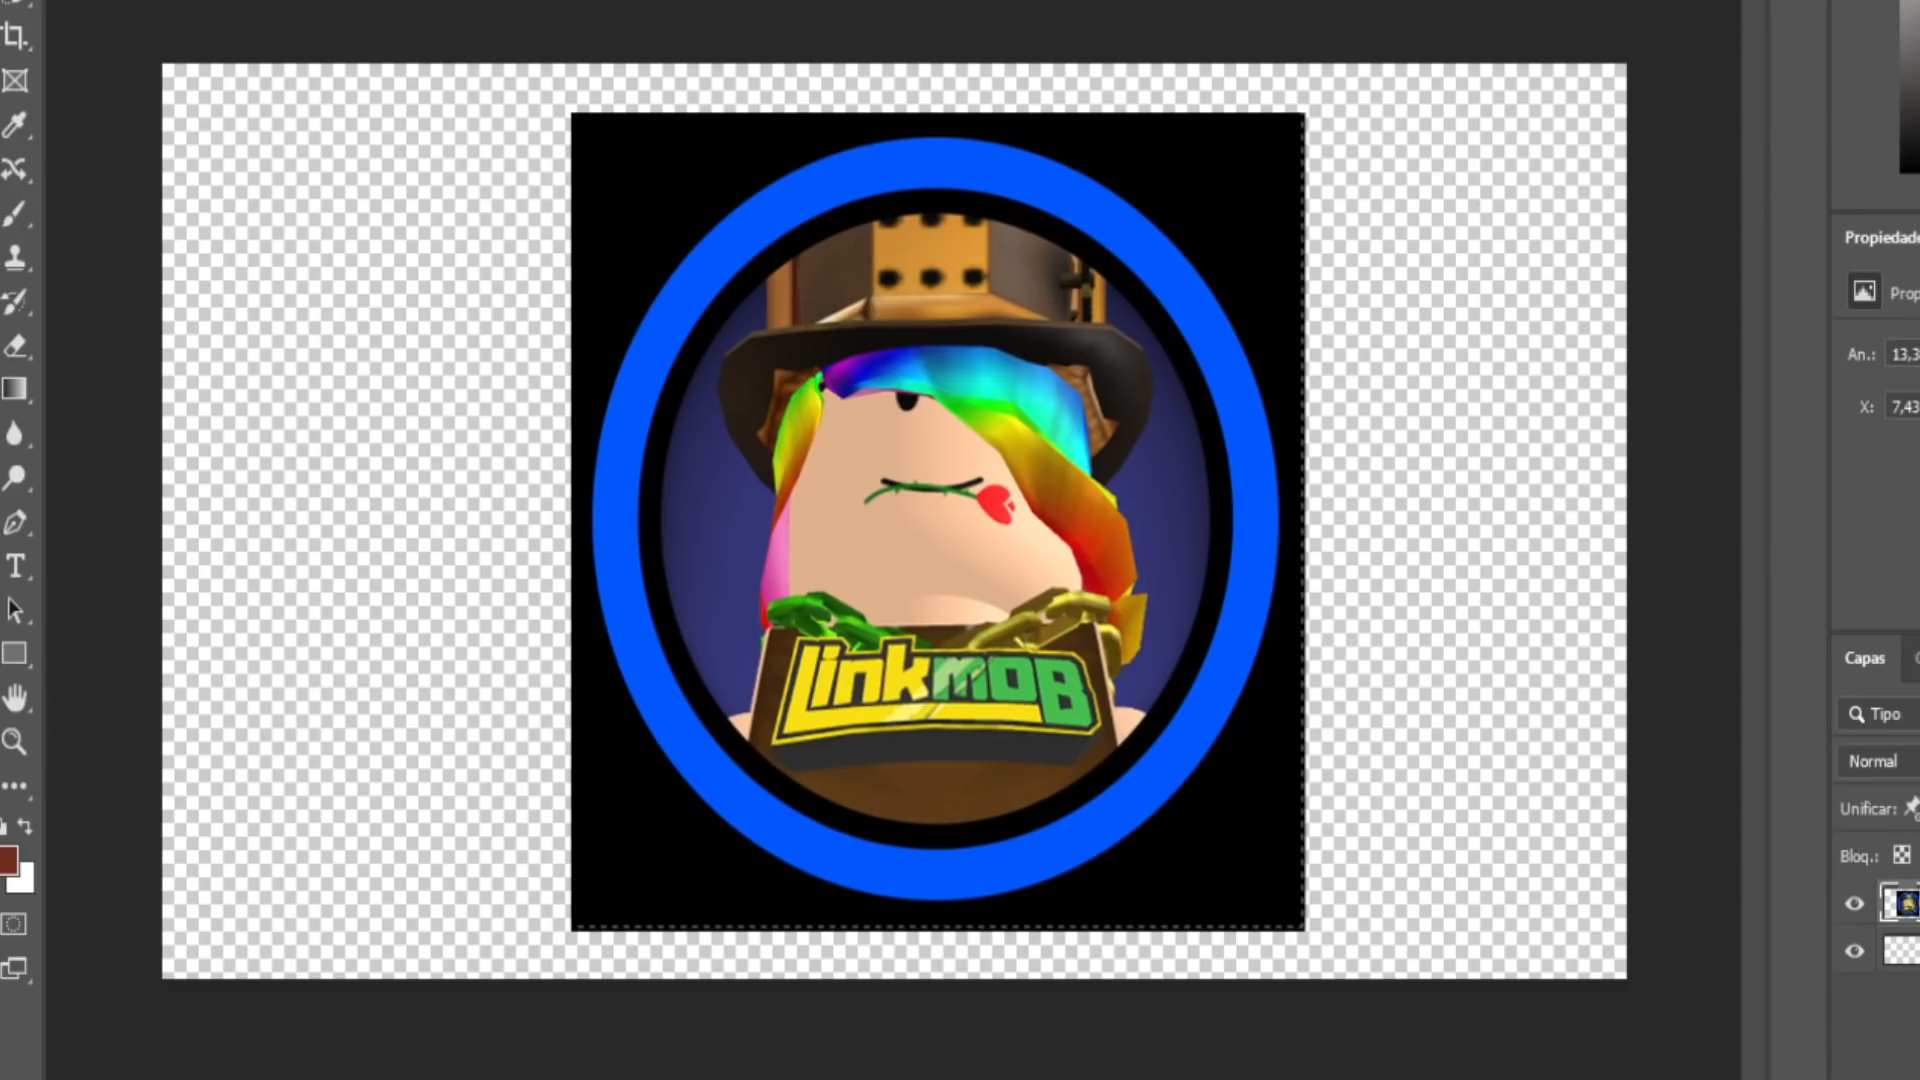 Propiedade
Prop
An.: 13,3
X: 7,43
LinkmoB
Capas
Tipo
Normal
Unificar:
Bloq.: